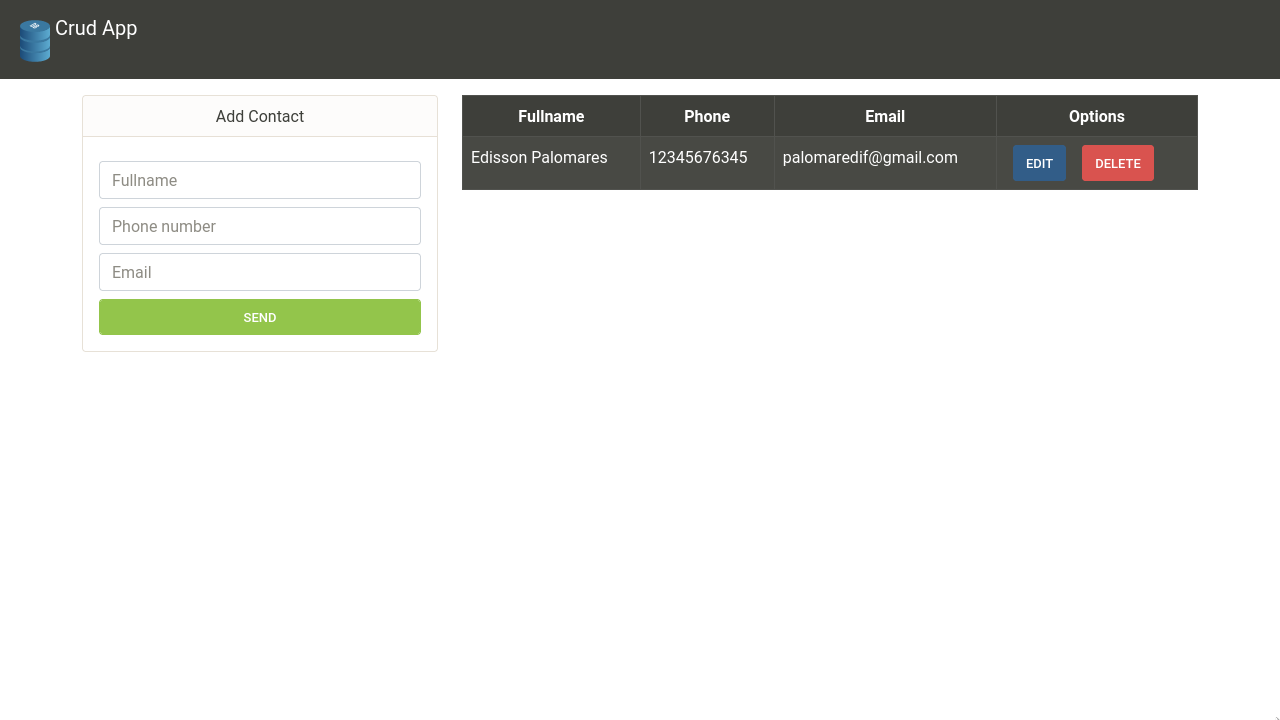 Crud App
Add Contact
Fullname
Phone number
Email
SEND
Fullname Phone Email Options
Edisson Palomares 12345676345 palomaredif@gmail.com EDIT DELETE